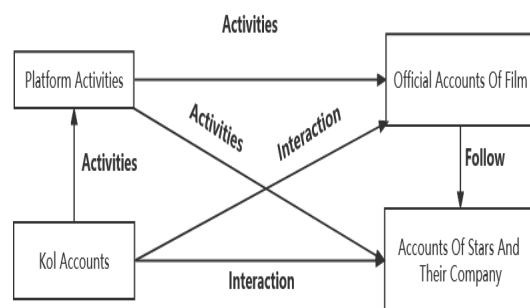 Activities
Platform Activities
Official Accounts Of Film
Activities
Interaction
Activities
Follow
Kol Accounts
Interaction
Accounts Of Stars And
Their Company